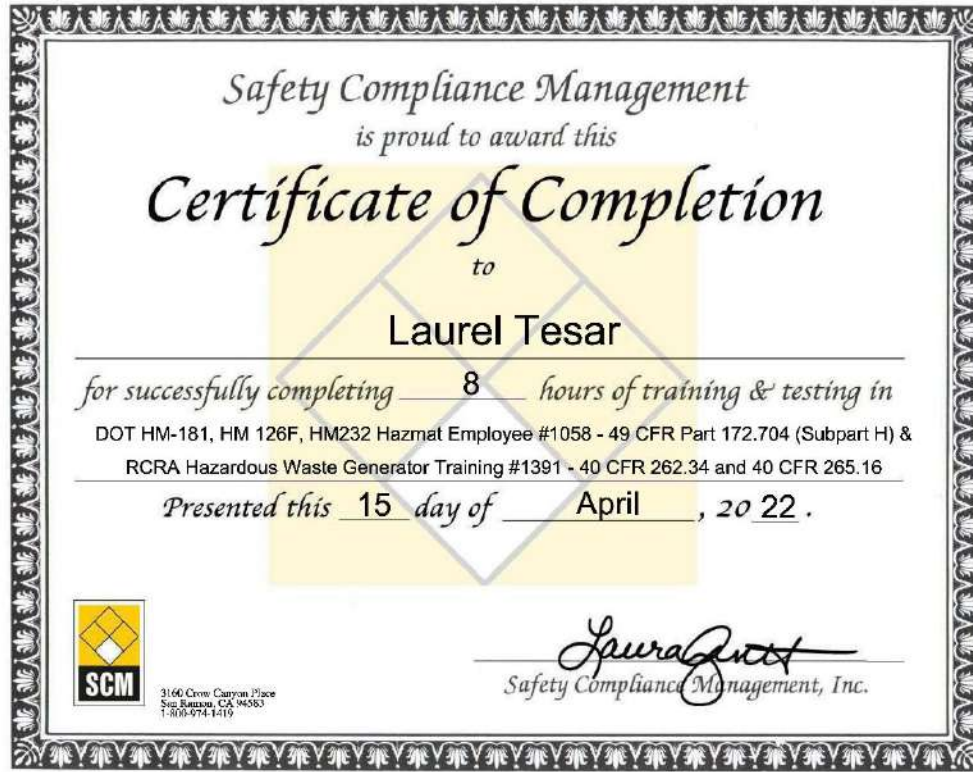 Safety Compliance Management
is proud to award this
Certificate of Completion
to
Laurel Tesar
for successfully completing 8 hours of training & testing in
DOT HM-181, HM 126F, HM232 Hazmat Employee #1058 - 49 CFR Part 172.704 (Subpart H) &
RCRA Hazardous Waste Generator Training #1391 - 40 CFR 262.34 and 40 CFR 265.16
Presented this 15 day of April, 20 22.
SCM
3160 Crow Canyon Place
San Ramon, CA 94583
1-800-974-1419
Safety Compliance Management, Inc.